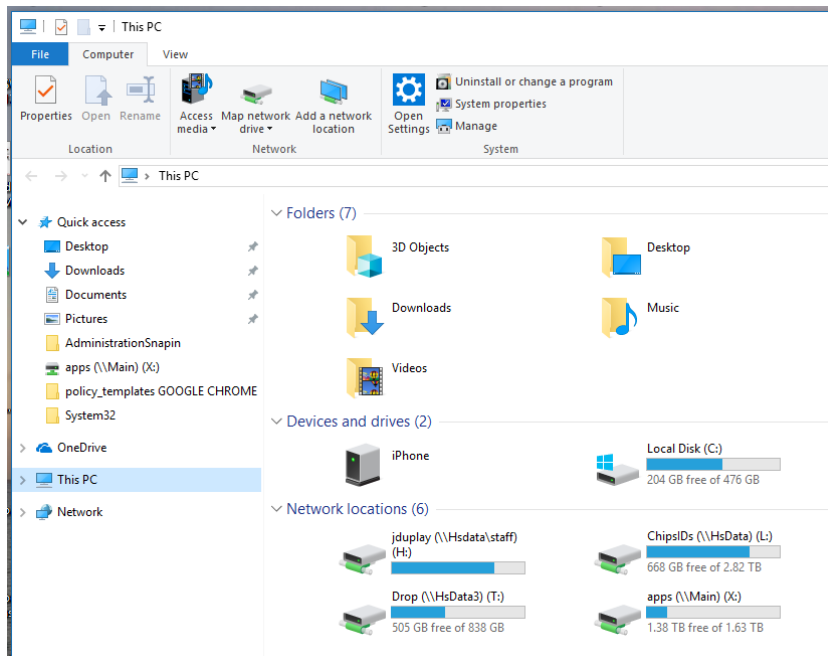 This PC
File Computer View
Properties Open Rename Access media Map network drive Add a network location Open Settings Uninstall or change a program
System properties
Manage
Location Network System
This PC
Quick access
Desktop
Downloads
Documents
Pictures
AdministrationSnapin
apps (\\Main) (X:)
policy_templates GOOGLE CHROME
System32
OneDrive
This PC
Network
Folders (7)
3D Objects Desktop
Downloads Music
Videos
Devices and drives (2)
iPhone Local Disk (C:)
204 GB free of 476 GB
Network locations (6)
jduplay (\\Hsdata\staff) (H:) ChipsIDs (\\HsData) (L:)
668 GB free of 2.82 TB
Drop (\\HsData3) (T:) apps (\\Main) (X:)
505 GB free of 838 GB 1.38 TB free of 1.63 TB